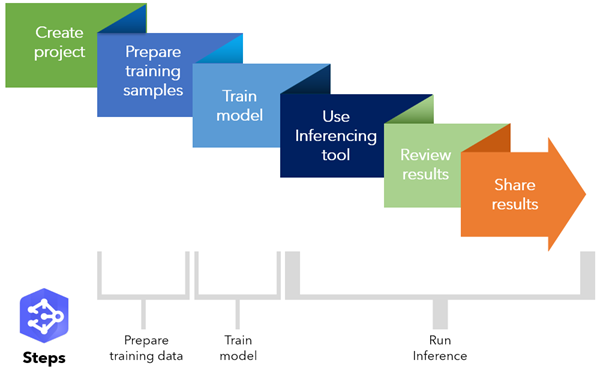 Create
project
Prepare
training
samples
Train
model
Use
Inferencing
tool
Review
results
Share
results
Steps
Prepare
training data
Train
model
Run
Inference